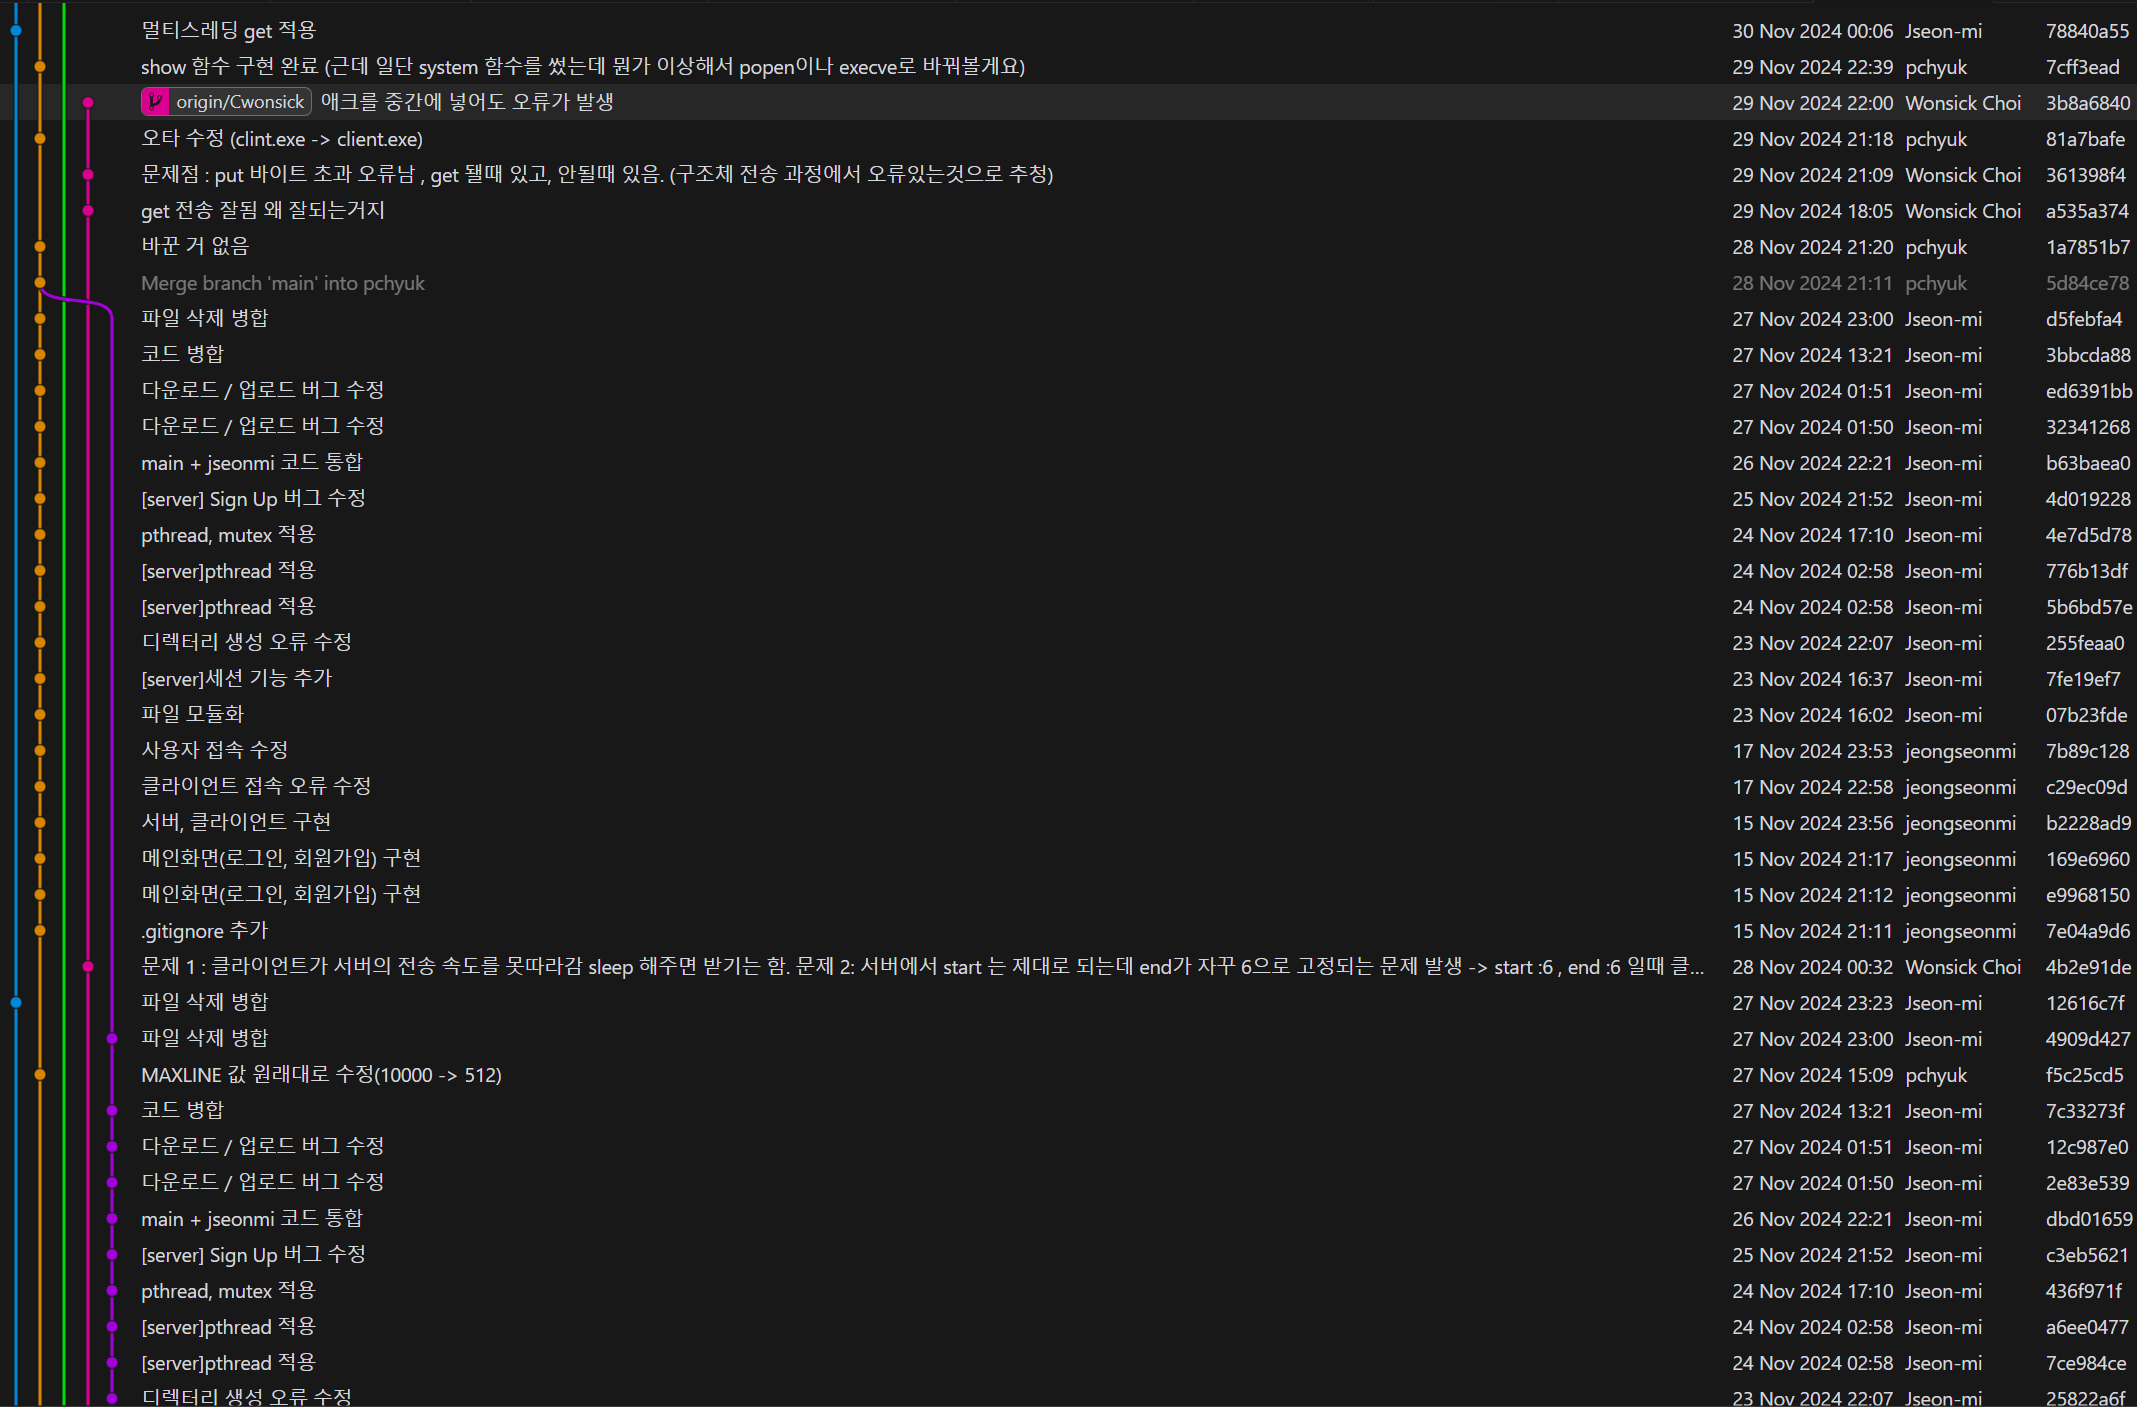 멀티스레딩 get 적용 30 Nov 2024 00:06 Jseon-mi 78840a55
show 함수 구현 완료 (근데 일단 system 함수를 썼는데 뭔가 이상해서 popen이나 execve로 바꿔볼게요) 29 Nov 2024 22:39 pchyuk 7cff3ead
origin/Cwonsick 애크를 중간에 넣어도 오류가 발생 29 Nov 2024 22:00 Wonsick Choi 3b8a6840
오타 수정 (clint.exe -> client.exe) 29 Nov 2024 21:18 pchyuk 81a7bafe
문제점 : put 바이트 초과 오류남 , get 됄때 있고, 안될때 있음. (구조체 전송 과정에서 오류있는것으로 추청) 29 Nov 2024 21:09 Wonsick Choi 361398f4
get 전송 잘됨 왜 잘되는거지 29 Nov 2024 18:05 Wonsick Choi a535a374
바꾼 거 없음 28 Nov 2024 21:20 pchyuk 1a7851b7
Merge branch 'main' into pchyuk 28 Nov 2024 21:11 pchyuk 5d84ce78
파일 삭제 병합 27 Nov 2024 23:00 Jseon-mi d5febfa4
코드 병합 27 Nov 2024 13:21 Jseon-mi 3bbcda88
다운로드 / 업로드 버그 수정 27 Nov 2024 01:51 Jseon-mi ed6391bb
다운로드 / 업로드 버그 수정 27 Nov 2024 01:50 Jseon-mi 32341268
main + jseonmi 코드 통합 26 Nov 2024 22:21 Jseon-mi b63baea0
[server] Sign Up 버그 수정 25 Nov 2024 21:52 Jseon-mi 4d019228
pthread, mutex 적용 24 Nov 2024 17:10 Jseon-mi 4e7d5d78
[server]pthread 적용 24 Nov 2024 02:58 Jseon-mi 776b13df
[server]pthread 적용 24 Nov 2024 02:58 Jseon-mi 5b6bd57e
디렉터리 생성 오류 수정 23 Nov 2024 22:07 Jseon-mi 255feaa0
[server]세션 기능 추가 23 Nov 2024 16:37 Jseon-mi 7fe19ef7
파일 모듈화 23 Nov 2024 16:02 Jseon-mi 07b23fde
사용자 접속 수정 17 Nov 2024 23:53 jeongseonmi 7b89c128
클라이언트 접속 오류 수정 17 Nov 2024 22:58 jeongseonmi c29ec09d
서버, 클라이언트 구현 15 Nov 2024 23:56 jeongseonmi b2228ad9
메인화면(로그인, 회원가입) 구현 15 Nov 2024 21:17 jeongseonmi 169e6960
메인화면(로그인, 회원가입) 구현 15 Nov 2024 21:12 jeongseonmi e9968150
.gitignore 추가 15 Nov 2024 21:11 jeongseonmi 7e04a9d6
문제 1 : 클라이언트가 서버의 전송 속도를 못따라감 sleep 해주면 받기는 함. 문제 2: 서버에서 start 는 제대로 되는데 end가 자꾸 6으로 고정되는 문제 발생 -> start :6 , end :6 일때 클... 28 Nov 2024 00:32 Wonsick Choi 4b2e91de
파일 삭제 병합 27 Nov 2024 23:23 Jseon-mi 12616c7f
파일 삭제 병합 27 Nov 2024 23:00 Jseon-mi 4909d427
MAXLINE 값 원래대로 수정(10000 -> 512) 27 Nov 2024 15:09 pchyuk f5c25cd5
코드 병합 27 Nov 2024 13:21 Jseon-mi 7c33273f
다운로드 / 업로드 버그 수정 27 Nov 2024 01:51 Jseon-mi 12c987e0
다운로드 / 업로드 버그 수정 27 Nov 2024 01:50 Jseon-mi 2e83e539
main + jseonmi 코드 통합 26 Nov 2024 22:21 Jseon-mi dbd01659
[server] Sign Up 버그 수정 25 Nov 2024 21:52 Jseon-mi c3eb5621
pthread, mutex 적용 24 Nov 2024 17:10 Jseon-mi 436f971f
[server]pthread 적용 24 Nov 2024 02:58 Jseon-mi a6ee0477
[server]pthread 적용 24 Nov 2024 02:58 Jseon-mi 7ce984ce
디렉터리 생성 오류 수정 23 Nov 2024 22:07 Jseon-mi 25822a6f